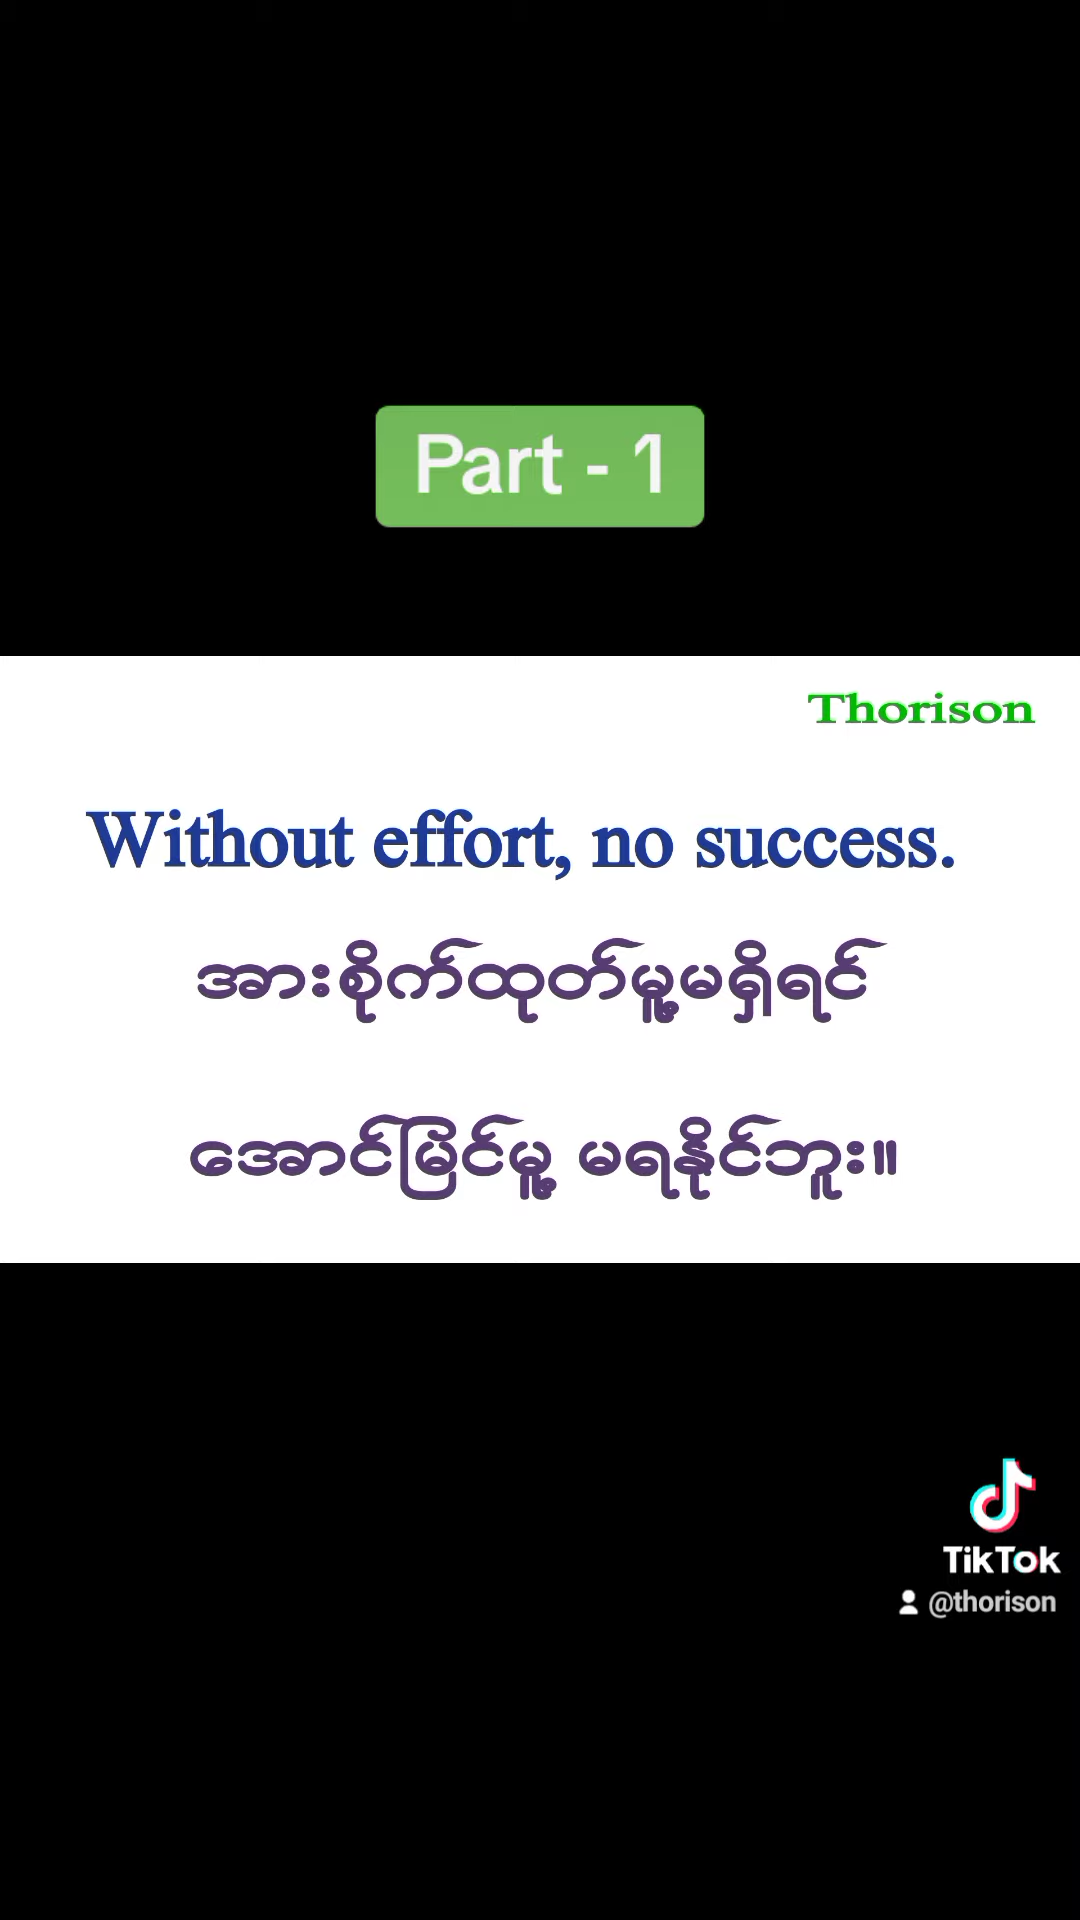 Part - 1
Thorison
Without effort, no success.
အားစိုက်ထုတ်မှု့မရှိရင်
အောင်မြင်မှု့ မရနိုင်ဘူး။
TikTok
@thorison